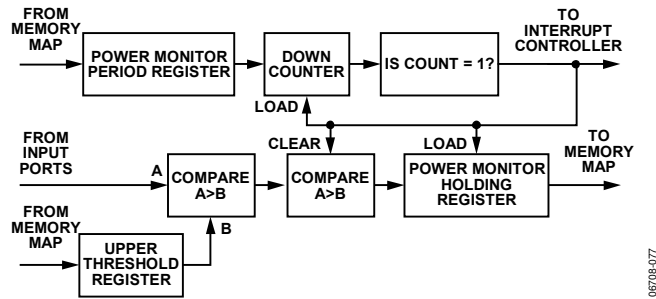 FROM
MEMORY
MAP
POWER MONITOR
PERIOD REGISTER
DOWN
COUNTER
IS COUNT = 1?
TO
INTERRUPT
CONTROLLER
LOAD
FROM
INPUT
PORTS
A
COMPARE
A>B
CLEAR
COMPARE
A>B
LOAD
POWER MONITOR
HOLDING
REGISTER
TO
MEMORY
MAP
FROM
MEMORY
MAP
B
UPPER
THRESHOLD
REGISTER
06708-077